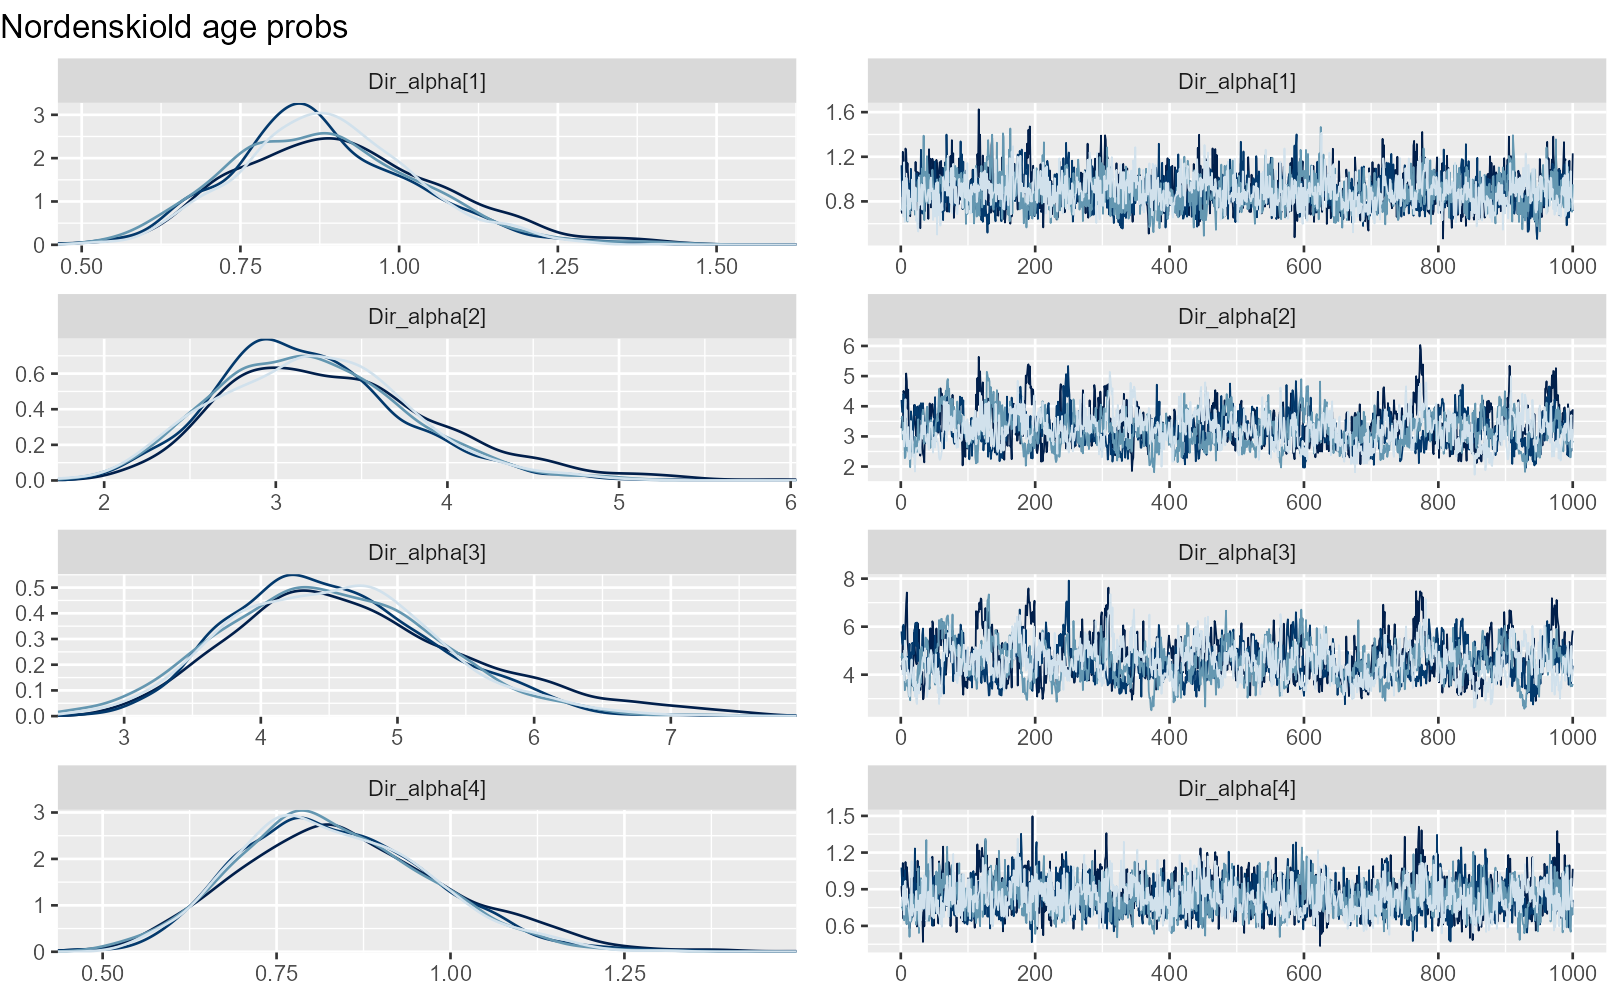 Nordenskiold age probs
Dir_alpha[1]
3
2
1
0
0.50 0.75 1.00 1.25 1.50
Dir_alpha[1]
1.6
1.2
0.8
0 200 400 600 800 1000
Dir_alpha[2]
0.6
0.4
0.2
0.0
2 3 4 5 6
Dir_alpha[2]
6
5
4
3
2
0 200 400 600 800 1000
Dir_alpha[3]
0.5
0.4
0.3
0.2
0.1
0.0
3 4 5 6 7
Dir_alpha[3]
8
6
4
0 200 400 600 800 1000
Dir_alpha[4]
3
2
1
0
0.50 0.75 1.00 1.25
Dir_alpha[4]
1.5
1.2
0.9
0.6
0 200 400 600 800 1000